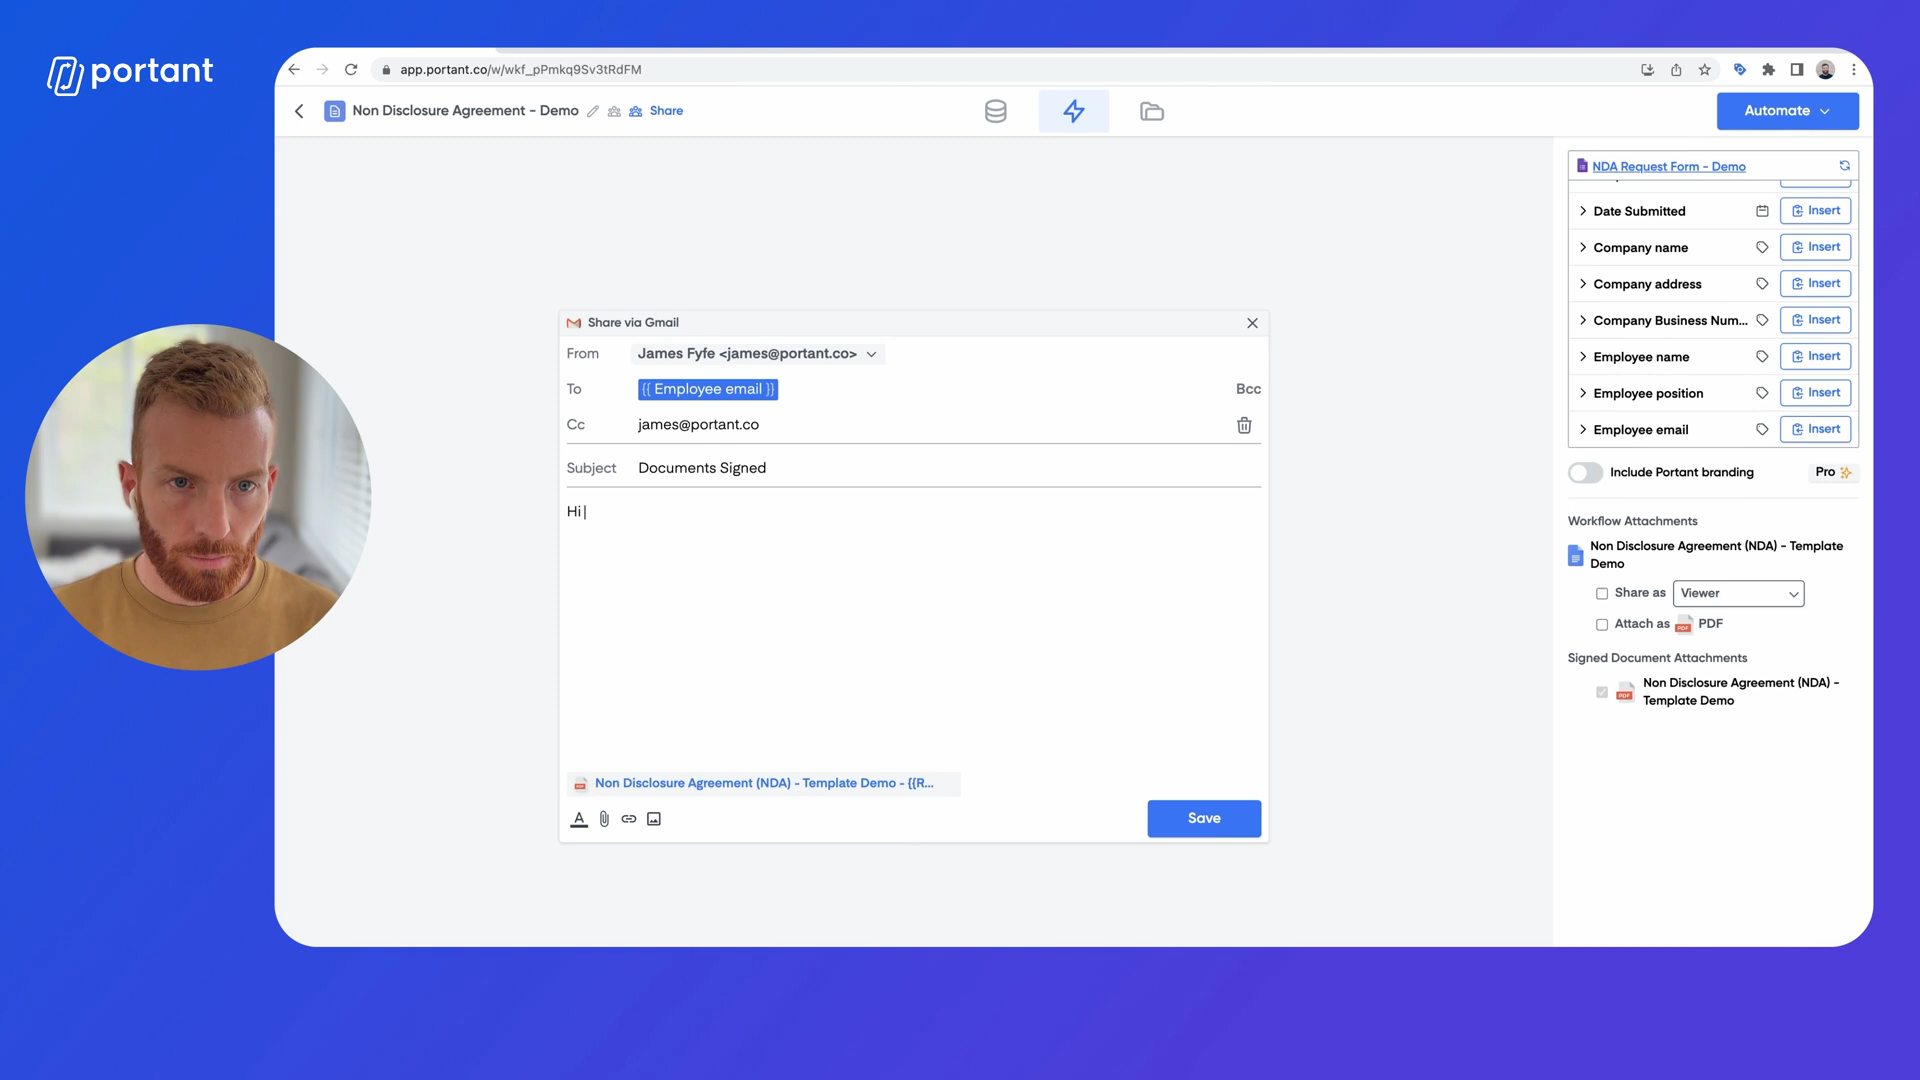 portant
app.portant.co/w/wkf_pPmkq9Sv3tRdFM
Non Disclosure Agreement - Demo
Share
Automate
NDA Request Form - Demo
Date Submitted
Insert
Company name
Insert
Company address
Insert
Company Business Num...
Insert
Employee name
Insert
Employee position
Insert
Employee email
Insert
Include Portant branding
Pro
Workflow Attachments
Non Disclosure Agreement (NDA) - Template
Demo
Share as
Viewer
Attach as
PDF
PDF
Signed Document Attachments
PDF
Non Disclosure Agreement (NDA) -
Template Demo
Share via Gmail
From
James Fyfe <james@portant.co>
To
{{ Employee email }}
Bcc
Cc
james@portant.co
Subject
Documents Signed
Hi
PDF
Non Disclosure Agreement (NDA) - Template Demo - {{R...
A
Save